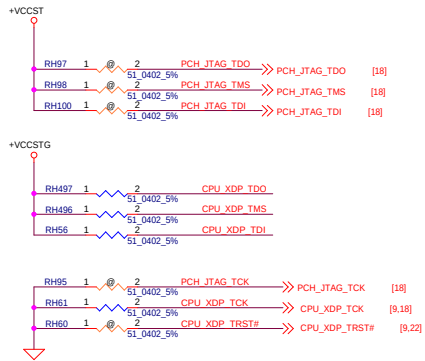 +VCCST
RH97 1 @ 2 PCH_JTAG_TDO PCH_JTAG_TDO [18]
51_0402_5%
RH98 1 @ 2 PCH_JTAG_TMS PCH_JTAG_TMS [18]
51_0402_5%
RH100 1 @ 2 PCH_JTAG_TDI PCH_JTAG_TDI [18]
51_0402_5%
+VCCSTG
RH497 1 2 CPU_XDP_TDO
51_0402_5%
RH496 1 2 CPU_XDP_TMS
51_0402_5%
RH56 1 2 CPU_XDP_TDI
51_0402_5%
RH95 1 @ 2 PCH_JTAG_TCK PCH_JTAG_TCK [18]
51_0402_5%
RH61 1 2 CPU_XDP_TCK CPU_XDP_TCK [9,18]
51_0402_5%
RH60 1 @ 2 CPU_XDP_TRST# CPU_XDP_TRST# [9,22]
51_0402_5%